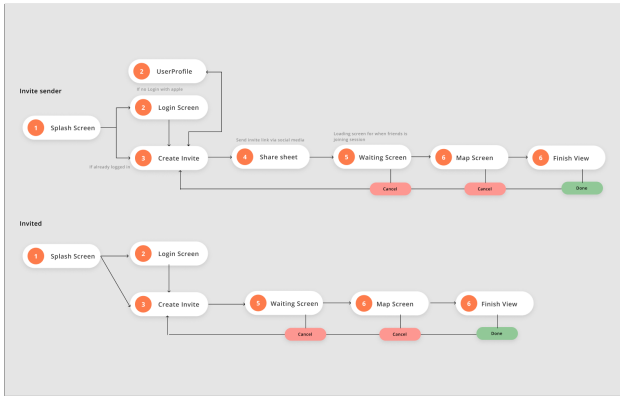 2 UserProfile
Invite sender
If no Login with apple
2 Login Screen
1 Splash Screen
Send invite link via social media
Loading screen for when friends is
joining session
3 Create Invite
4 Share sheet
5 Waiting Screen
6 Map Screen
6 Finish View
If already logged in
Cancel
Cancel
Done
Invited
1 Splash Screen
2 Login Screen
3 Create Invite
5 Waiting Screen
6 Map Screen
6 Finish View
Cancel
Cancel
Done